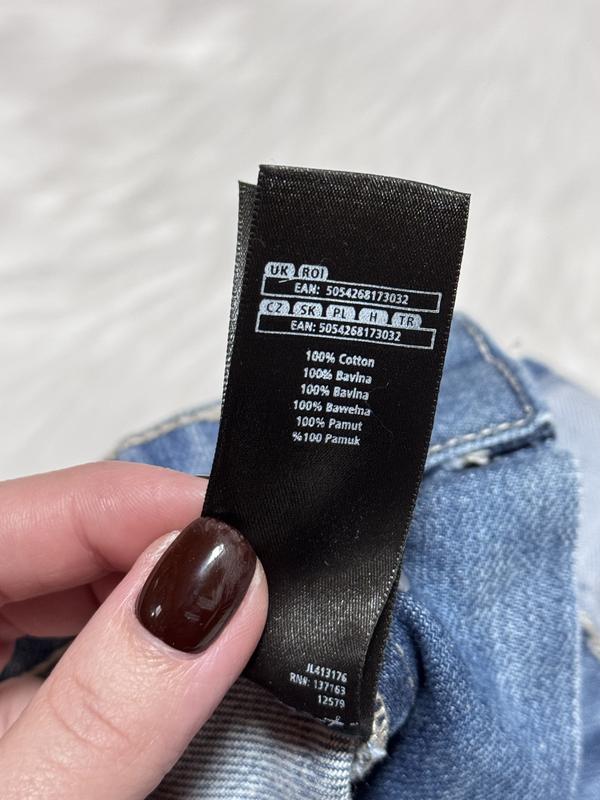 UK ROI
EAN: 5054268173032
CZ SK PL H TR
EAN: 5054268173032
100% Cotton
100% Bavlna
100% Bavlna
100% Bawełna
100% Pamut
%100 Pamuk
JL413176
RN#: 137763
12579